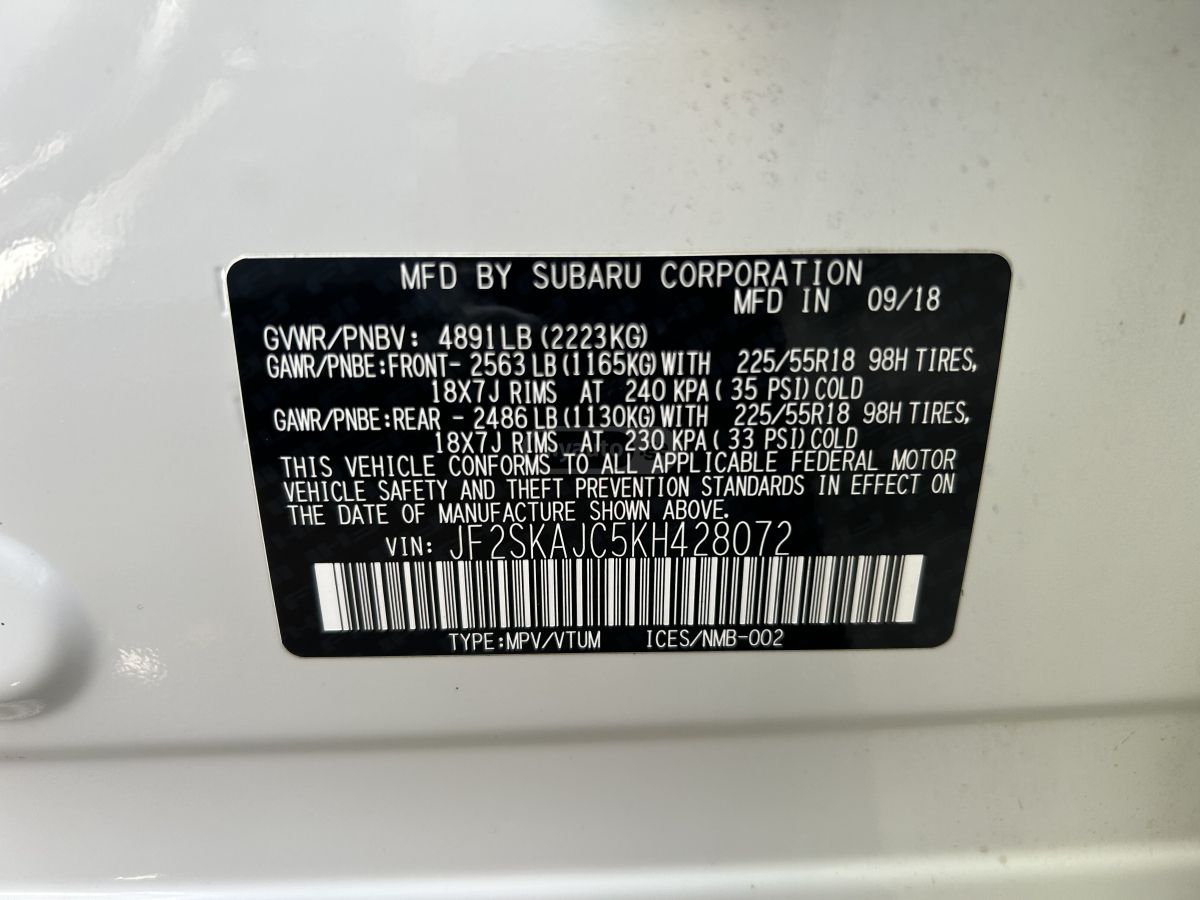 MFD BY SUBARU CORPORATION
MFD IN 09/18
GVWR/PNBV: 4891LB(2223KG)
GAWR/PNBE:FRONT-2563LB(1165KG)WITH 225/55R18 98H TIRES,
18X7J RIMS AT 240 KPA( 35 PSI)COLD
GAWR/PNBE:REAR -2486LB(1130KG)WITH 225/55R18 98H TIRES,
18X7J RIMS AT 230 KPA( 33 PSI)COLD
THIS VEHICLE CONFORMS TO ALL APPLICABLE FEDERAL MOTOR
VEHICLE SAFETY AND THEFT PREVENTION STANDARDS IN EFFECT ON
THE DATE OF MANUFACTURE SHOWN ABOVE.
VIN: JF2SKAJC5KH428072
TYPE:MPV/VTUM ICES/NMB-002